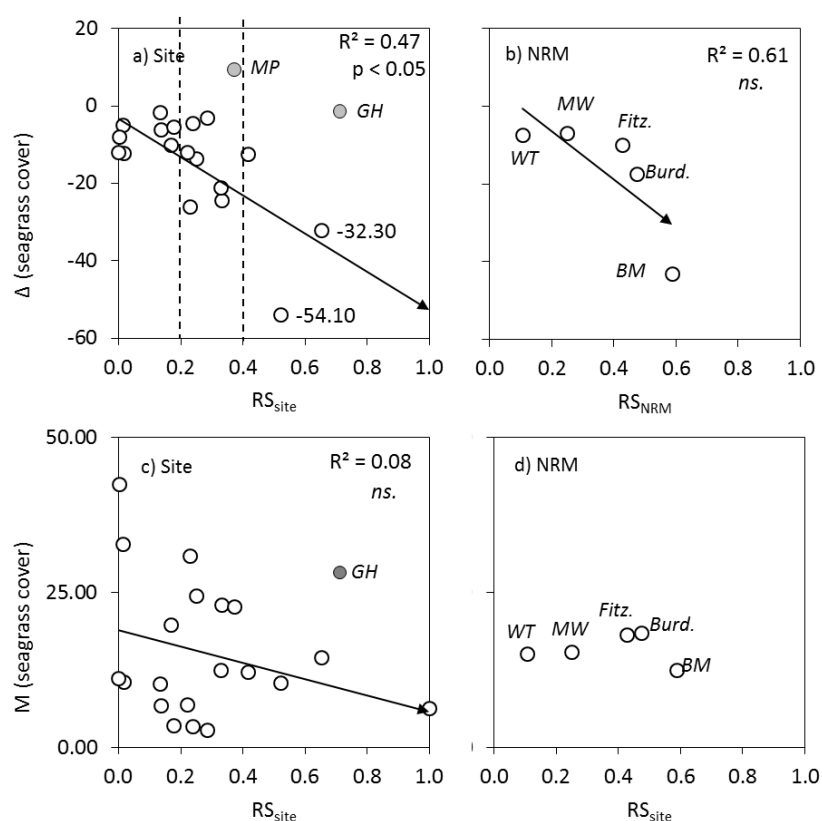 a) Site
R² = 0.47
p < 0.05
MP
GH
-32.30
-54.10
20
0
-20
-40
-60
Δ (seagrass cover)
0.0 0.2 0.4 0.6 0.8 1.0
RSsite
b) NRM
R² = 0.61
ns.
WT
MW
Fitz.
Burd.
BM
0.0 0.2 0.4 0.6 0.8 1.0
RSNRM
c) Site
R² = 0.08
ns.
GH
50.00
25.00
0.00
M (seagrass cover)
0.0 0.2 0.4 0.6 0.8 1.0
RSsite
d) NRM
WT
MW
Fitz.
Burd.
BM
0.0 0.2 0.4 0.6 0.8 1.0
RSsite